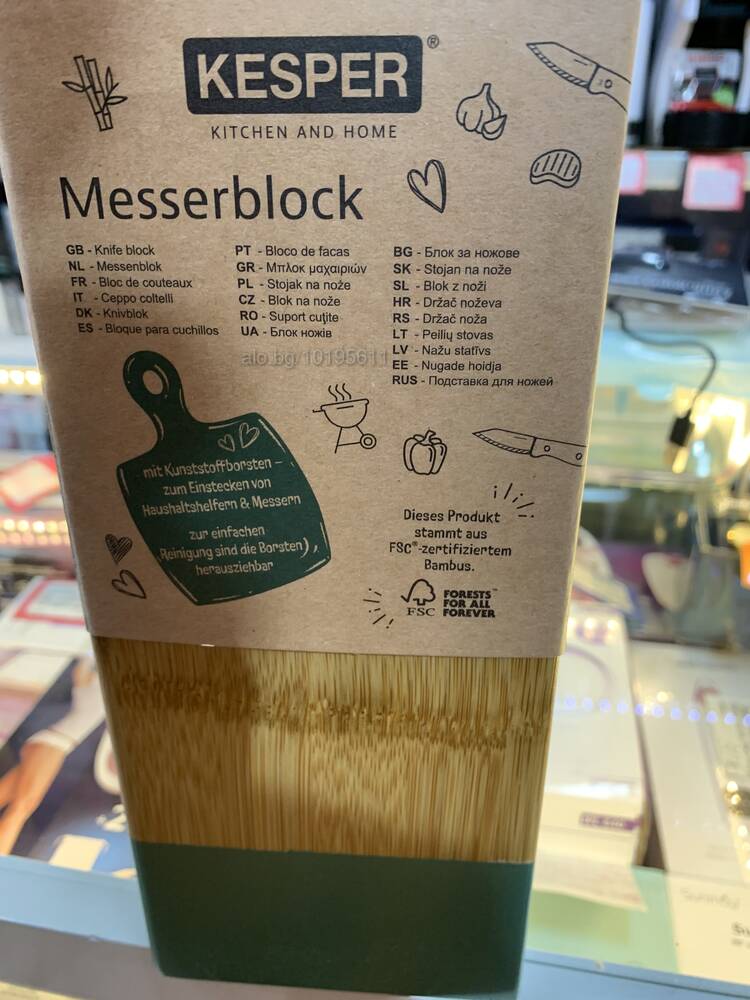 KESPER®
KITCHEN AND HOME
Messerblock
GB - Knife block
NL - Messenblok
FR - Bloc de couteaux
IT - Ceppo coltelli
DK - Knivblok
ES - Bloque para cuchillos
PT - Bloco de facas
GR - Μπλοκ μαχαιριών
PL - Stojak na nože
CZ - Blok na nože
RO - Suport cuţite
UA - Блок ножів
BG - Блок за ножове
SK - Stojan na nože
SL - Blok z noži
HR - Držač noževa
RS - Držač noža
LT - Peilių stovas
LV - Nažu statīvs
EE - Nugade hoidja
RUS - Подставка для ножей
alo.bg/10195611
mit Kunststoffborsten –
zum Einstecken von
Haushaltshelfern & Messern
zur einfachen
Reinigung sind die Borsten
herausziehbar
Dieses Produkt
stammt aus
FSC®-zertifiziertem
Bambus.
FSC
FORESTS™
FOR ALL
FOREVER